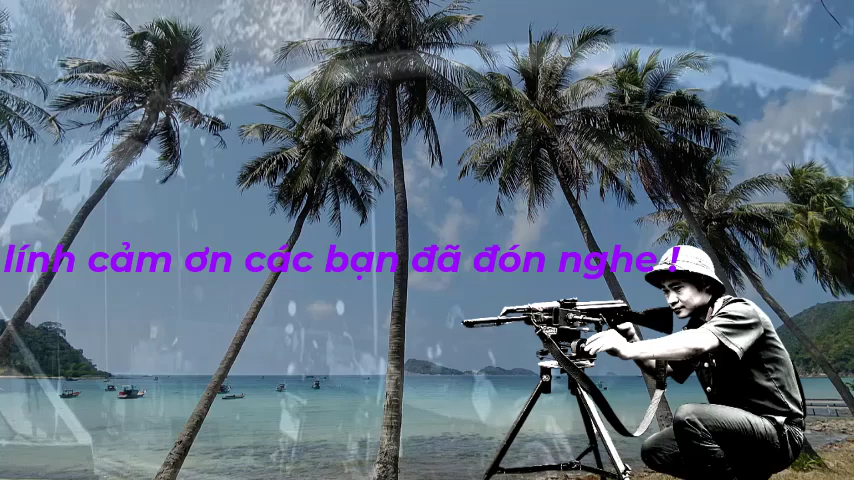 lính cảm ơn các bạn đã đón nghe !